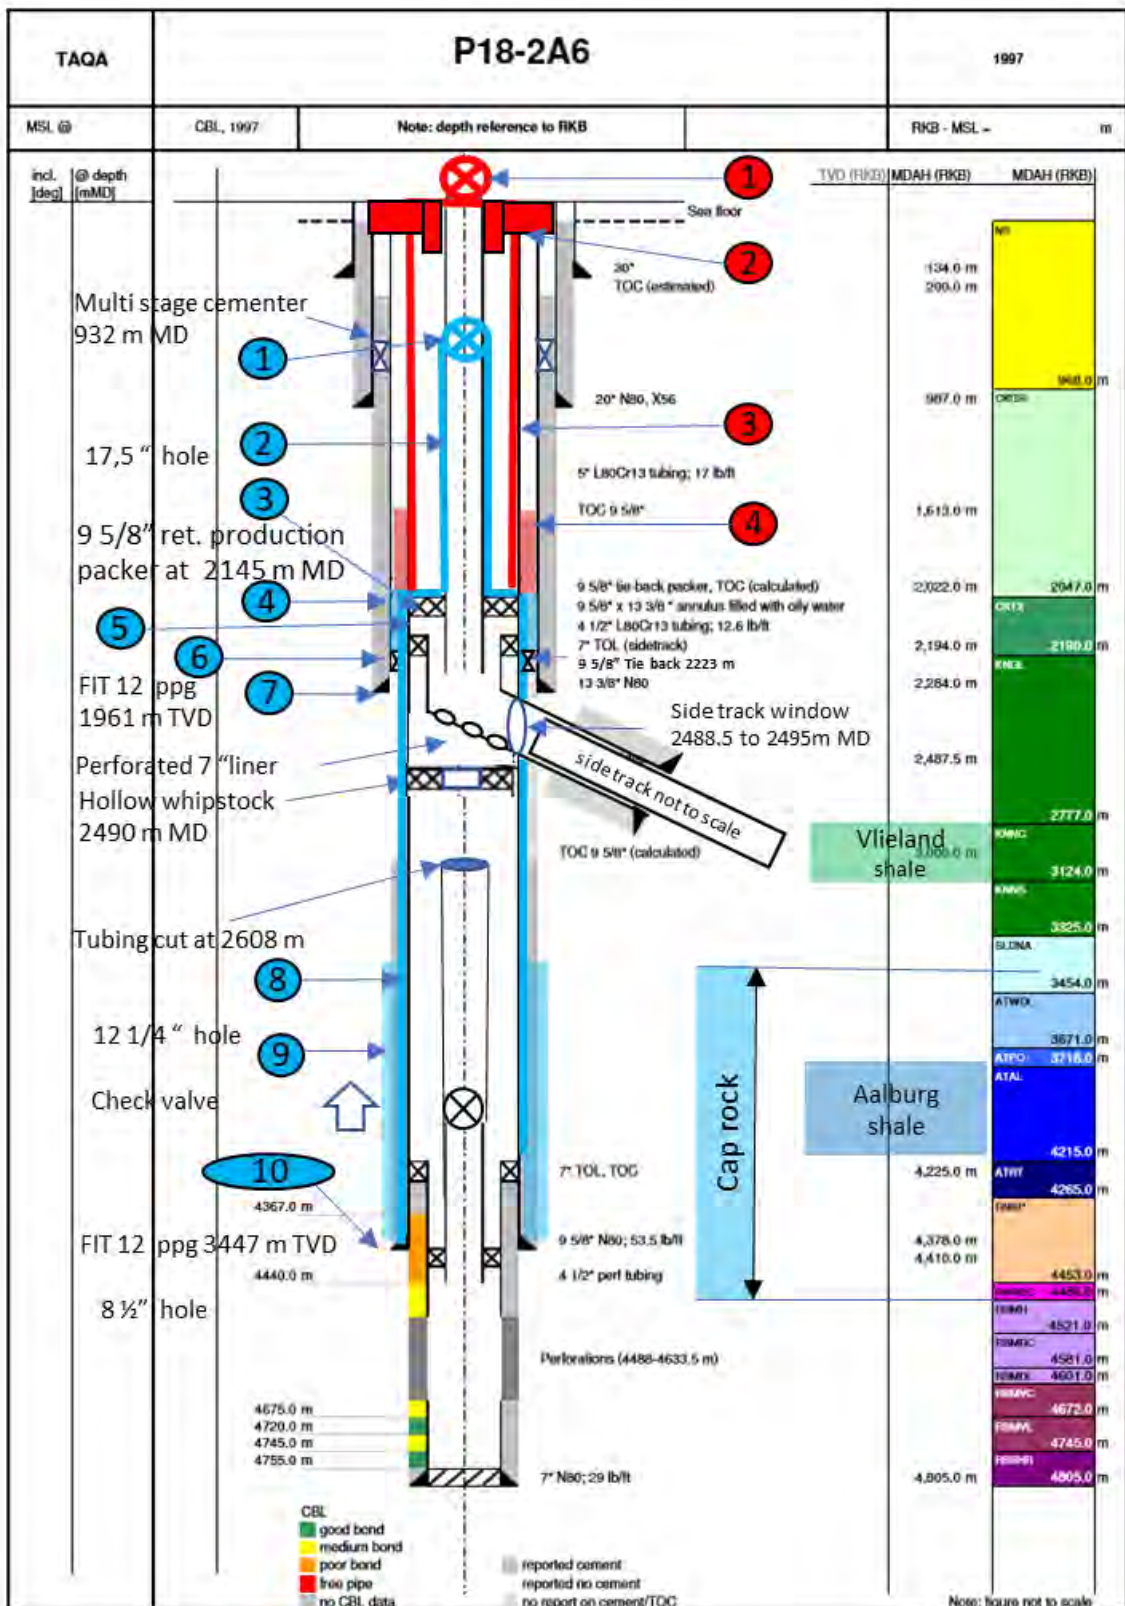 TAQA
P18-2A6
1997
MSL @
CBL, 1997
Note: depth reference to RKB
RKB - MSL =
m
incl. [deg]
@ depth [mMD]
TVD (RKB)
MDAH (RKB)
MDAH (RKB)
1
Sea floor
2
30"
TOC (estimated)
134.0 m
200.0 m
Multi stage cementer
932 m MD
1
968.0 m
20" N80, X56
987.0 m
2
3
17,5 “ hole
5" L80Cr13 tubing; 17 lb/ft
3
TOC 9 5/8"
1,613.0 m
4
9 5/8” ret. production
packer at 2145 m MD
4
9 5/8" tie-back packer, TOC (calculated)
2,022.0 m
2047.0 m
9 5/8" x 13 3/8 " annulus filled with oily water
5
4 1/2" L80Cr13 tubing; 12.6 lb/ft
6
7" TOL (sidetrack)
2,194.0 m
2190.0 m
9 5/8” Tie back 2223 m
KNGL
7
13 3/8" N80
2,284.0 m
FIT 12 ppg
1961 m TVD
Side track window
2488.5 to 2495m MD
Perforated 7 “liner
side track not to scale
2,487.5 m
Hollow whipstock
2490 m MD
2777.0 m
TOC 9 5/8" (calculated)
Vlieland
shale
KNNC
3124.0 m
KNNS
3325.0 m
Tubing cut at 2608 m
SLDNA
8
3454.0 m
12 1/4 “ hole
9
ATWD
3671.0 m
ATPO
3716.0 m
Check valve
Cap rock
Aalburg
shale
ATAL
4215.0 m
10
7" TOL, TOC
4,225.0 m
ATRT
4265.0 m
4367.0 m
FIT 12 ppg 3447 m TVD
9 5/8" N80; 53.5 lb/ft
4,378.0 m
4440.0 m
4 1/2" perf tubing
4,410.0 m
4453.0 m
8 ½” hole
4521.0 m
Perforations (4488-4633.5 m)
4581.0 m
4601.0 m
4675.0 m
4672.0 m
4720.0 m
4745.0 m
4745.0 m
4755.0 m
7" N80; 29 lb/ft
4,805.0 m
4805.0 m
CBL
good bond
medium bond
poor bond
free pipe
no CBL data
reported cement
reported no cement
no report on cement/TOC
Note: figure not to scale